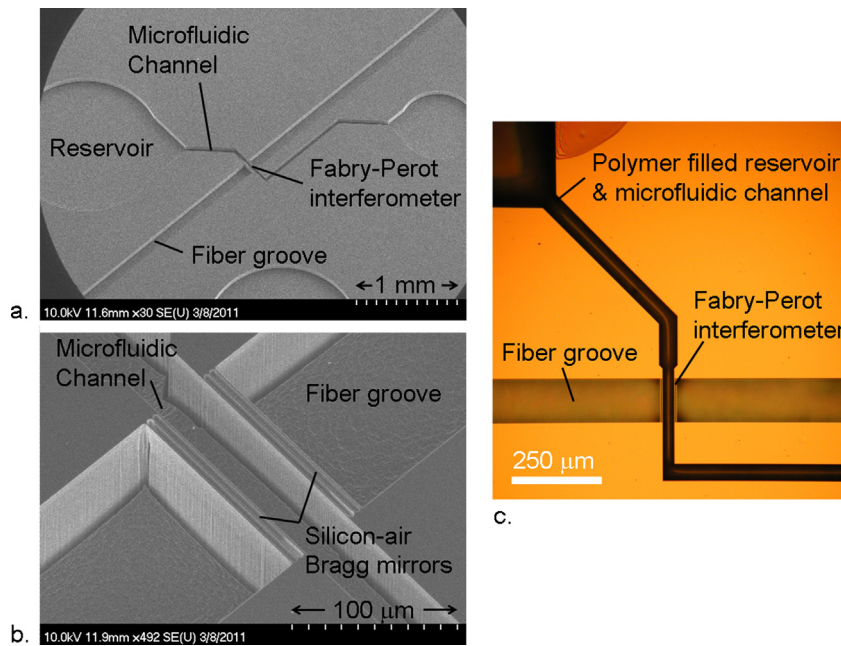 Microfluidic
Channel
Reservoir
Fabry-Perot
interferometer
Fiber groove
1 mm
10.0kV 11.6mm x30 SE(U) 3/8/2011
a.
Microfluidic
Channel
Fiber groove
Silicon-air
Bragg mirrors
100 μm
10.0kV 11.9mm x492 SE(U) 3/8/2011
b.
Polymer filled reservoir
& microfluidic channel
Fabry-Perot
interferometer
Fiber groove
250 μm
c.